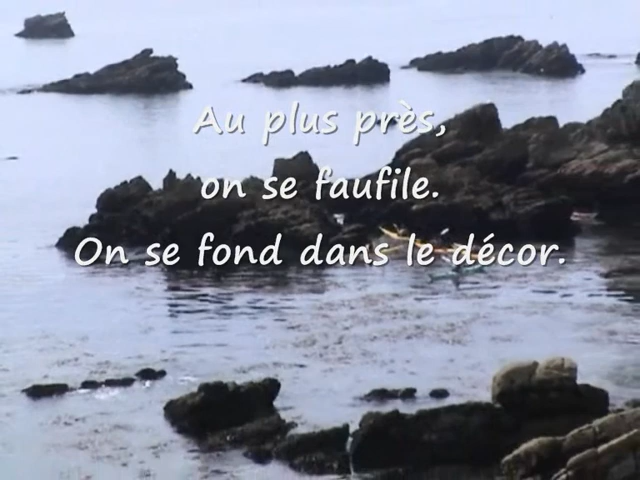 Au plus près,
on se faufile.
On se fond dans le décor.